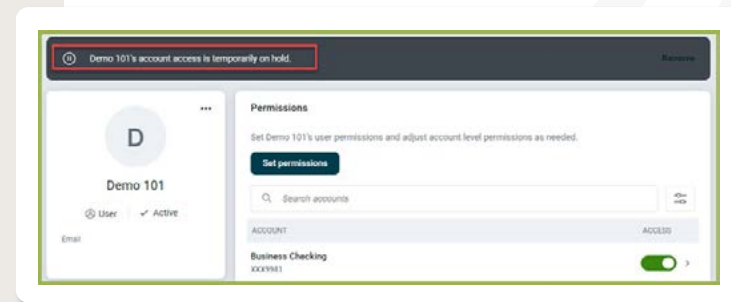 Demo 101's account access is temporarily on hold.
Remove
D
Demo 101
User
Active
Email
Permissions
Set Demo 101's user permissions and adjust account level permissions as needed.
Set permissions
Search accounts
ACCOUNT
ACCESS
Business Checking